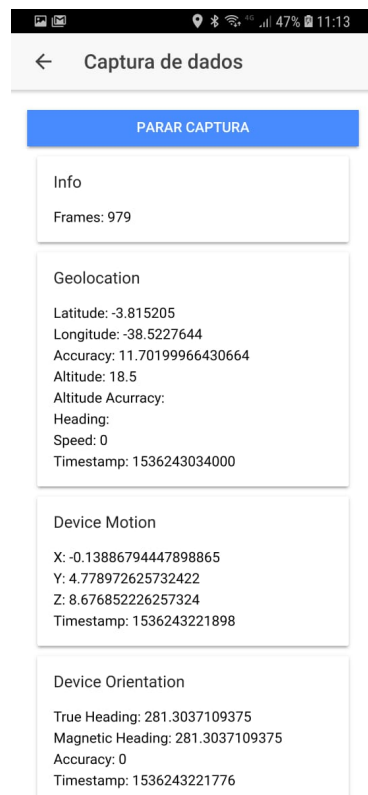 4G 47% 11:13
Captura de dados
PARAR CAPTURA
Info
Frames: 979
Geolocation
Latitude: -3.815205
Longitude: -38.5227644
Accuracy: 11.70199966430664
Altitude: 18.5
Altitude Acurracy:
Heading:
Speed: 0
Timestamp: 1536243034000
Device Motion
X: -0.13886794447898865
Y: 4.778972625732422
Z: 8.676852226257324
Timestamp: 1536243221898
Device Orientation
True Heading: 281.3037109375
Magnetic Heading: 281.3037109375
Accuracy: 0
Timestamp: 1536243221776